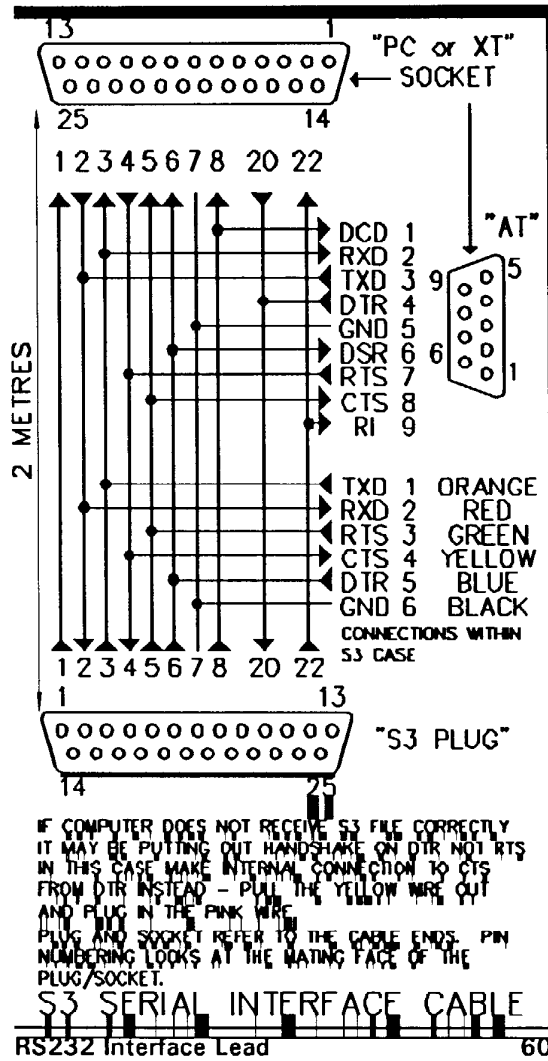 13 1
"PC or XT"
SOCKET
25 14
1 2 3 4 5 6 7 8 20 22
"AT"
DCD 1
RXD 2
TXD 3
DTR 4
GND 5
DSR 6
RTS 7
CTS 8
RI 9
9 5
6 1
2 METRES
TXD 1 ORANGE
RXD 2 RED
RTS 3 GREEN
CTS 4 YELLOW
DTR 5 BLUE
GND 6 BLACK
CONNECTIONS WITHIN
S3 CASE
1 2 3 4 5 6 7 8 20 22
1 13
"S3 PLUG"
14 25
IF COMPUTER DOES NOT RECEIVE S3 FILE CORRECTLY
IT MAY BE PUTTING OUT HANDSHAKE ON DTR NOT RTS
IN THIS CASE MAKE INTERNAL CONNECTION TO CTS
FROM DTR INSTEAD - PULL THE YELLOW WIRE OUT
AND PLUG IN THE PINK WIRE
PLUG AND SOCKET REFER TO THE CABLE ENDS. PIN
NUMBERING LOOKS AT THE MATING FACE OF THE
PLUG/SOCKET.
S3 SERIAL INTERFACE CABLE
RS232 Interface Lead 60